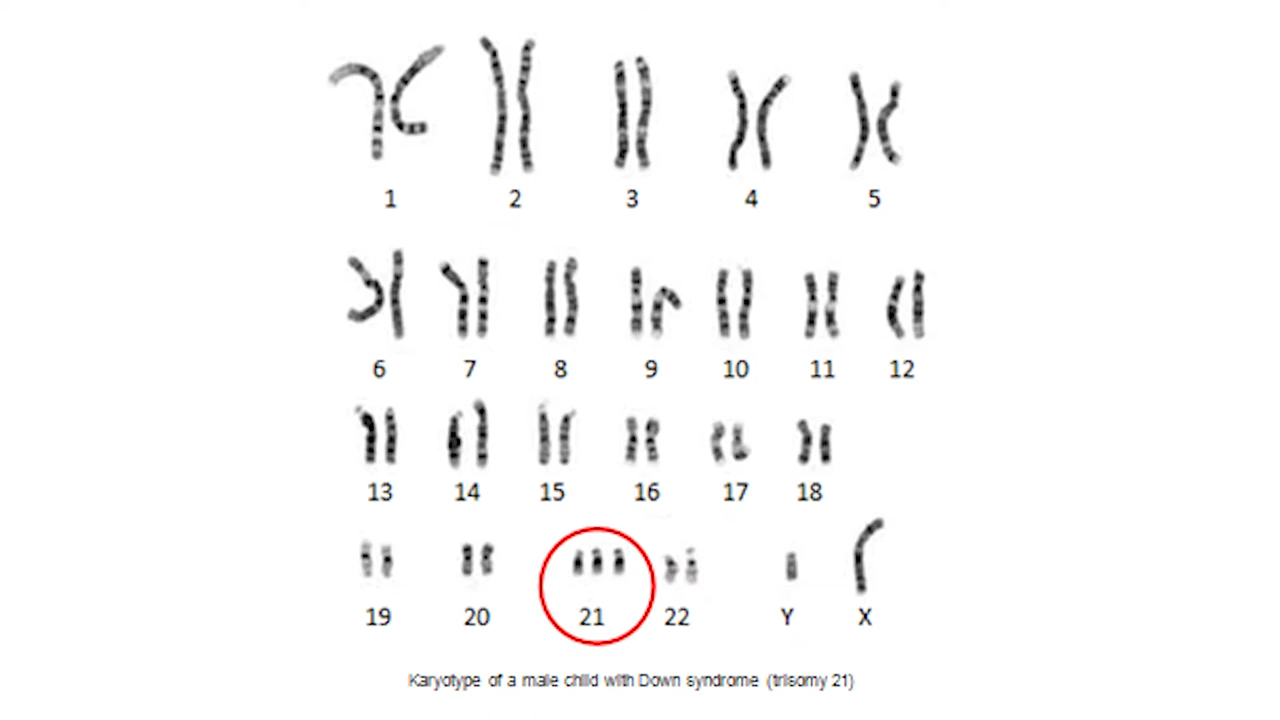 1 2 3 4 5
6 7 8 9 10 11 12
13 14 15 16 17 18
19 20 21 22 Y X
Karyotype of a male child with Down syndrome (trisomy 21)